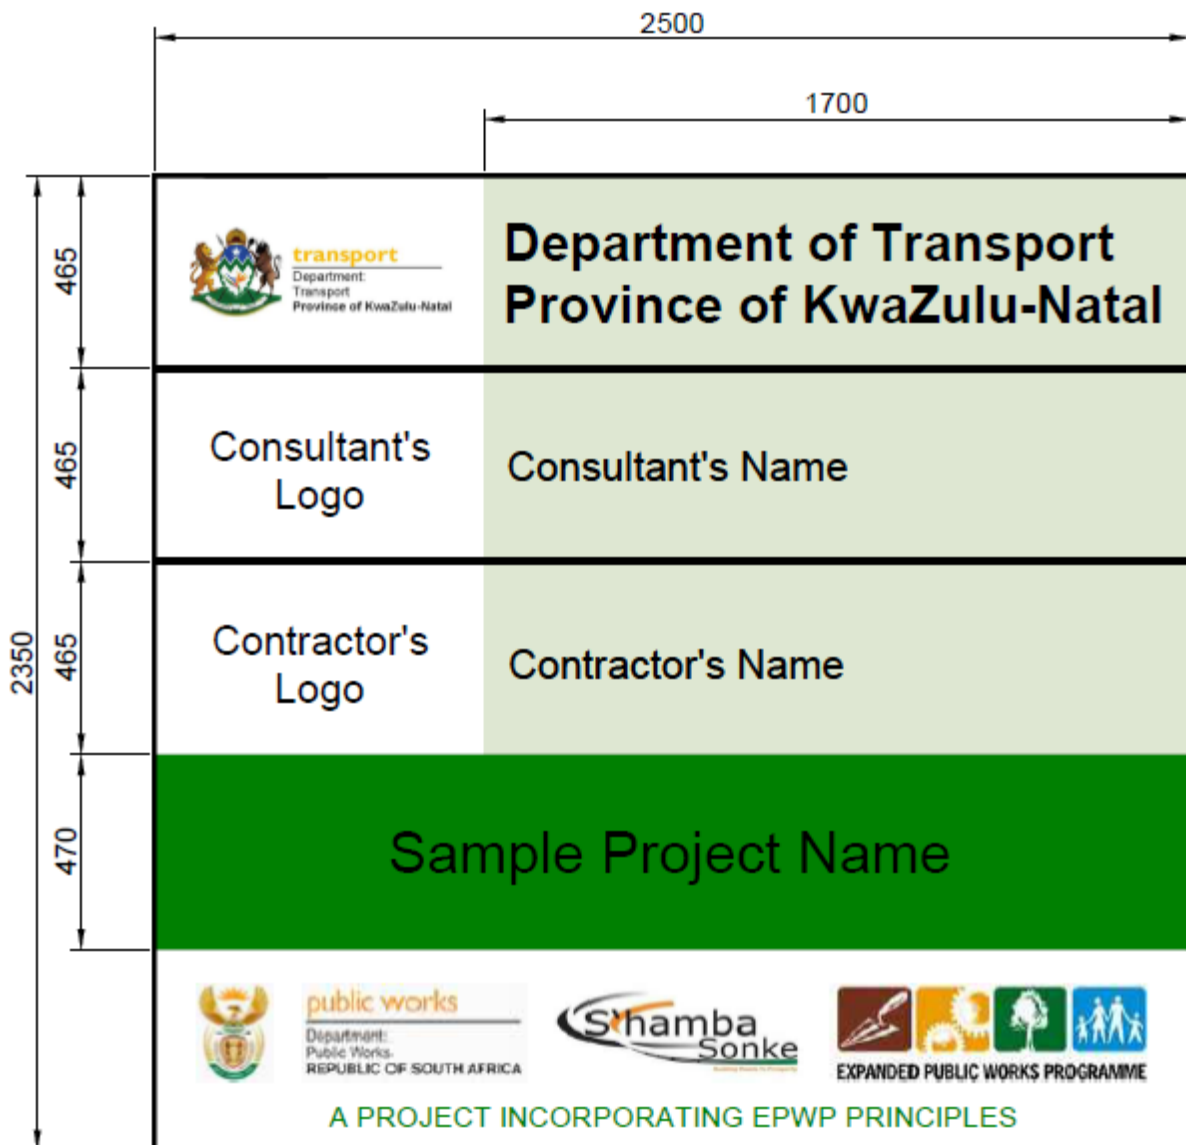 2500
1700
465
transport
Department:
Transport
Province of KwaZulu-Natal
Department of Transport
Province of KwaZulu-Natal
465
Consultant's
Logo
Consultant's Name
2350
465
Contractor's
Logo
Contractor's Name
470
Sample Project Name
public works
Department:
Public Works
REPUBLIC OF SOUTH AFRICA
S'hamba
Sonke
EXPANDED PUBLIC WORKS PROGRAMME
A PROJECT INCORPORATING EPWP PRINCIPLES